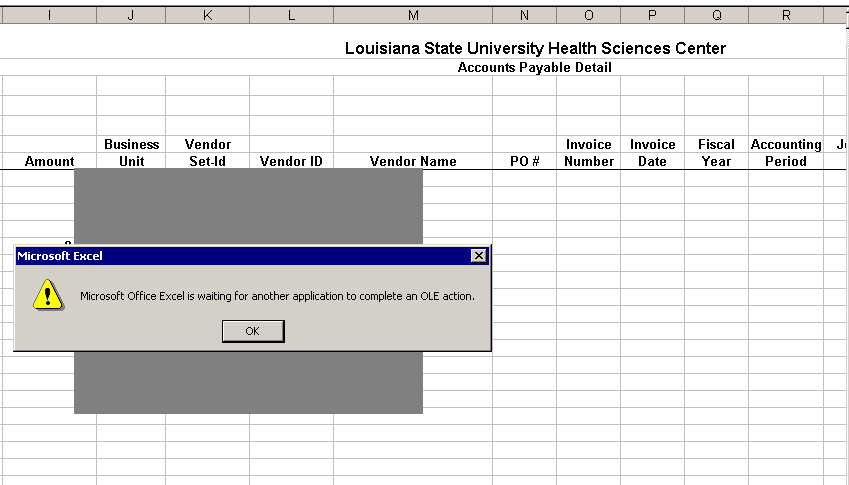 I J K L M N O P Q R
Louisiana State University Health Sciences Center
Accounts Payable Detail
Business Vendor Invoice Invoice Fiscal Accounting
Amount Unit Set-Id Vendor ID Vendor Name PO # Number Date Year Period
Microsoft Excel
Microsoft Office Excel is waiting for another application to complete an OLE action.
OK